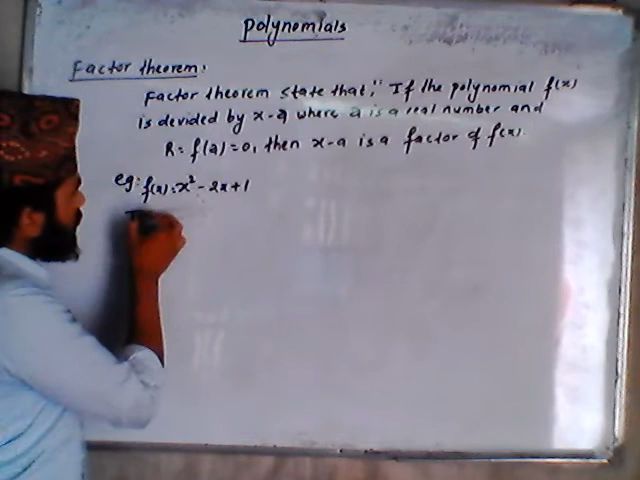 Polynomials
Factor theorem:
Factor theorem state that, "If the polynomial f(x)
is devided by x-a, where a is a real number and
R = f(a) = 0, then x-a is a factor of f(x).
eg: f(x) = x² - 2x + 1